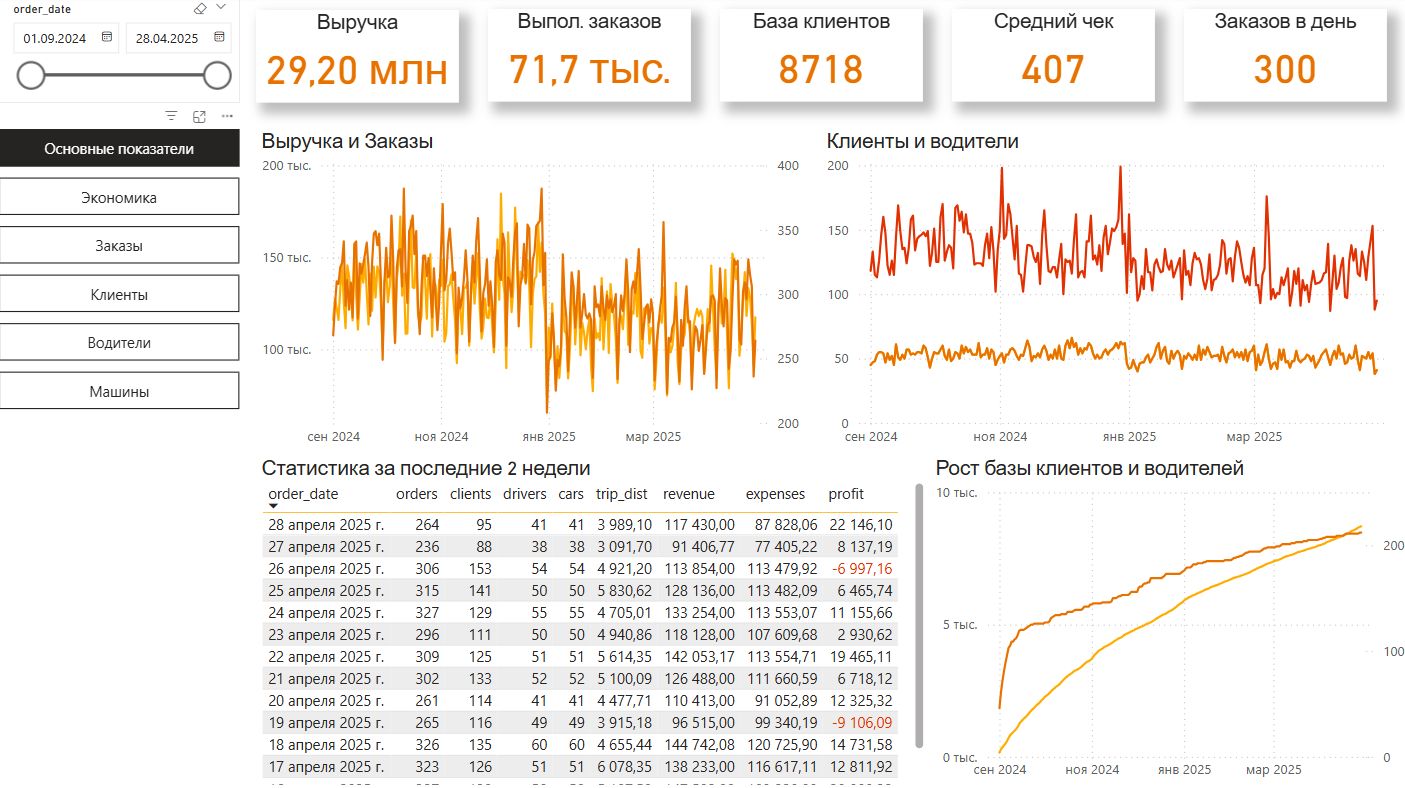 order_date
01.09.2024
28.04.2025
Основные показатели
Экономика
Заказы
Клиенты
Водители
Машины
Выручка
29,20 млн
Выпол. заказов
71,7 тыс.
База клиентов
8718
Средний чек
407
Заказов в день
300
Выручка и Заказы
200 тыс.
150 тыс.
100 тыс.
400
350
300
250
200
сен 2024 ноя 2024 янв 2025 мар 2025
Клиенты и водители
200
150
100
50
0
сен 2024 ноя 2024 янв 2025 мар 2025
Статистика за последние 2 недели
order_date orders clients drivers cars trip_dist revenue expenses profit
28 апреля 2025 г. 264 95 41 41 3 989,10 117 430,00 87 828,06 22 146,10
27 апреля 2025 г. 236 88 38 38 3 091,70 91 406,77 77 405,22 8 137,19
26 апреля 2025 г. 306 153 54 54 4 921,20 113 854,00 113 479,92 -6 997,16
25 апреля 2025 г. 315 141 50 50 5 830,62 128 136,00 113 482,09 6 465,74
24 апреля 2025 г. 327 129 55 55 4 705,01 133 254,00 113 553,07 11 155,66
23 апреля 2025 г. 296 111 50 50 4 940,86 118 128,00 107 609,68 2 930,62
22 апреля 2025 г. 309 125 51 51 5 614,35 142 053,17 113 554,71 19 465,11
21 апреля 2025 г. 302 133 52 52 5 100,09 126 488,00 111 660,59 6 718,12
20 апреля 2025 г. 261 114 41 41 4 477,71 110 413,00 91 052,89 12 325,32
19 апреля 2025 г. 265 116 49 49 3 915,18 96 515,00 99 340,19 -9 106,09
18 апреля 2025 г. 326 135 60 60 4 655,44 144 742,08 120 725,90 14 731,58
17 апреля 2025 г. 323 126 51 51 6 078,35 138 233,00 116 617,11 12 811,92
Рост базы клиентов и водителей
10 тыс.
5 тыс.
0 тыс.
200
100
0
сен 2024 ноя 2024 янв 2025 мар 2025